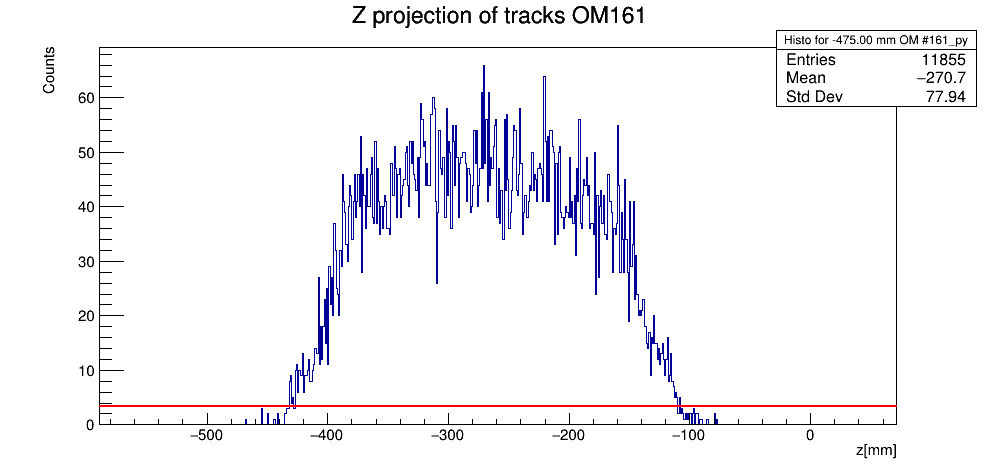 Z projection of tracks OM161
Histo for -475.00 mm OM #161_py
Entries 11855
Mean −270.7
Std Dev 77.94
Counts
60
50
40
30
20
10
0
−500 −400 −300 −200 −100 0
z[mm]